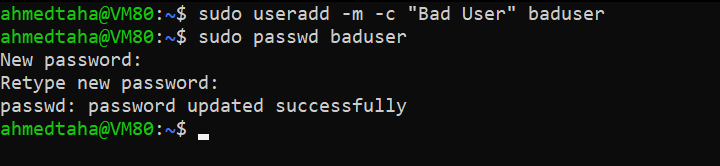 ahmedtaha@VM80:~$ sudo useradd -m -c "Bad User" baduser
ahmedtaha@VM80:~$ sudo passwd baduser
New password:
Retype new password:
passwd: password updated successfully
ahmedtaha@VM80:~$